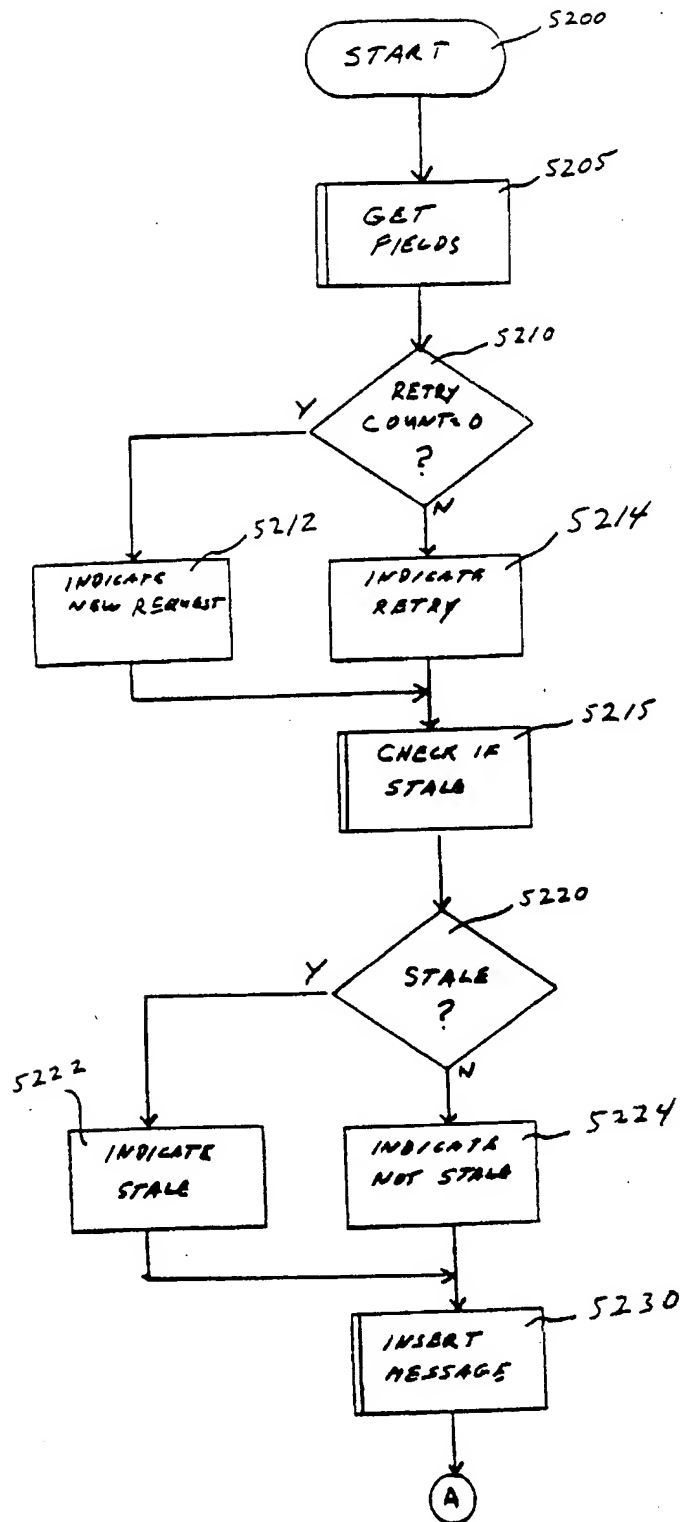 5200
START
5205
GET
FIELDS
5210
RETRY
COUNT=0
?
Y
N
5212
INDICATE
NEW REQUEST
5214
INDICATE
RETRY
5215
CHECK IF
STALE
5220
STALE
?
Y
N
5222
INDICATE
STALE
5224
INDICATE
NOT STALE
5230
INSERT
MESSAGE
A